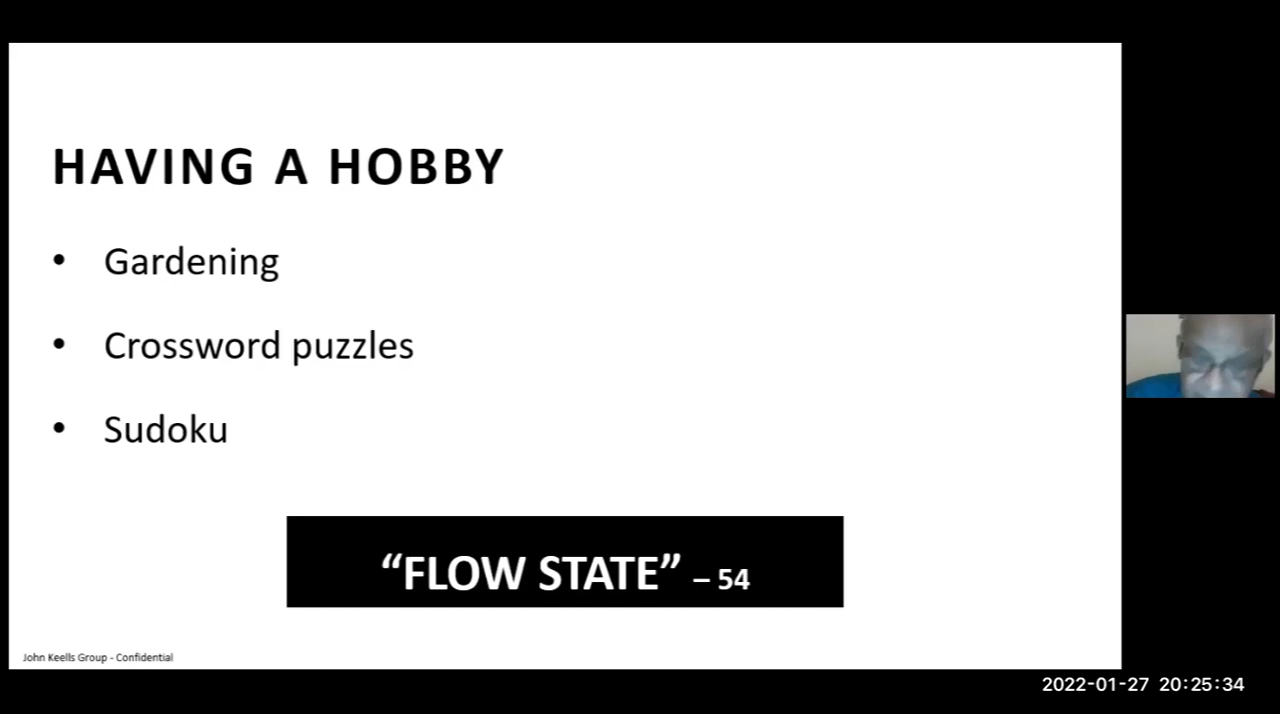 HAVING A HOBBY
• Gardening
• Crossword puzzles
• Sudoku
“FLOW STATE” – 54
John Keells Group - Confidential
2022-01-27 20:25:34